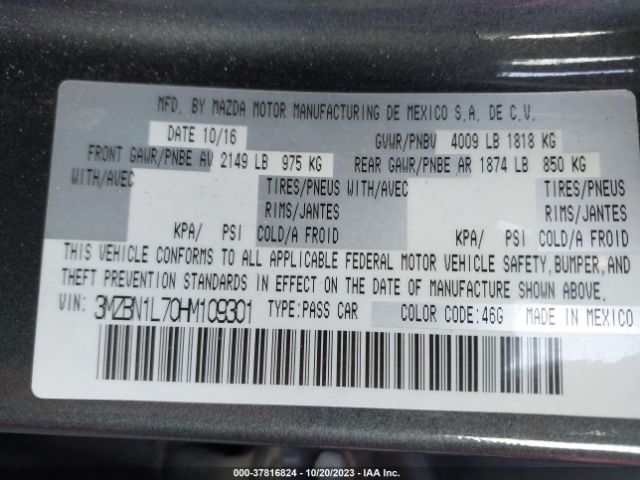 MFD. BY MAZDA MOTOR MANUFACTURING DE MEXICO S.A. DE C.V.
DATE 10/16 GVWR/PNBV 4009 LB 1818 KG
FRONT GAWR/PNBE AV 2149 LB 975 KG REAR GAWR/PNBE AR 1874 LB 850 KG
WITH/AVEC TIRES/PNEUS WITH/AVEC TIRES/PNEUS
RIMS/JANTES RIMS/JANTES
KPA/ PSI COLD/A FROID KPA/ PSI COLD/A FROID
THIS VEHICLE CONFORMS TO ALL APPLICABLE FEDERAL MOTOR VEHICLE SAFETY, BUMPER, AND
THEFT PREVENTION STANDARDS IN EFFECT ON THE DATE OF MANUFACTURE SHOWN ABOVE.
VIN: 3MZBN1L70HM109301 TYPE: PASS CAR COLOR CODE: 46G MADE IN MEXICO
000-37816824 | 10/20/2023 | IAAI.COM